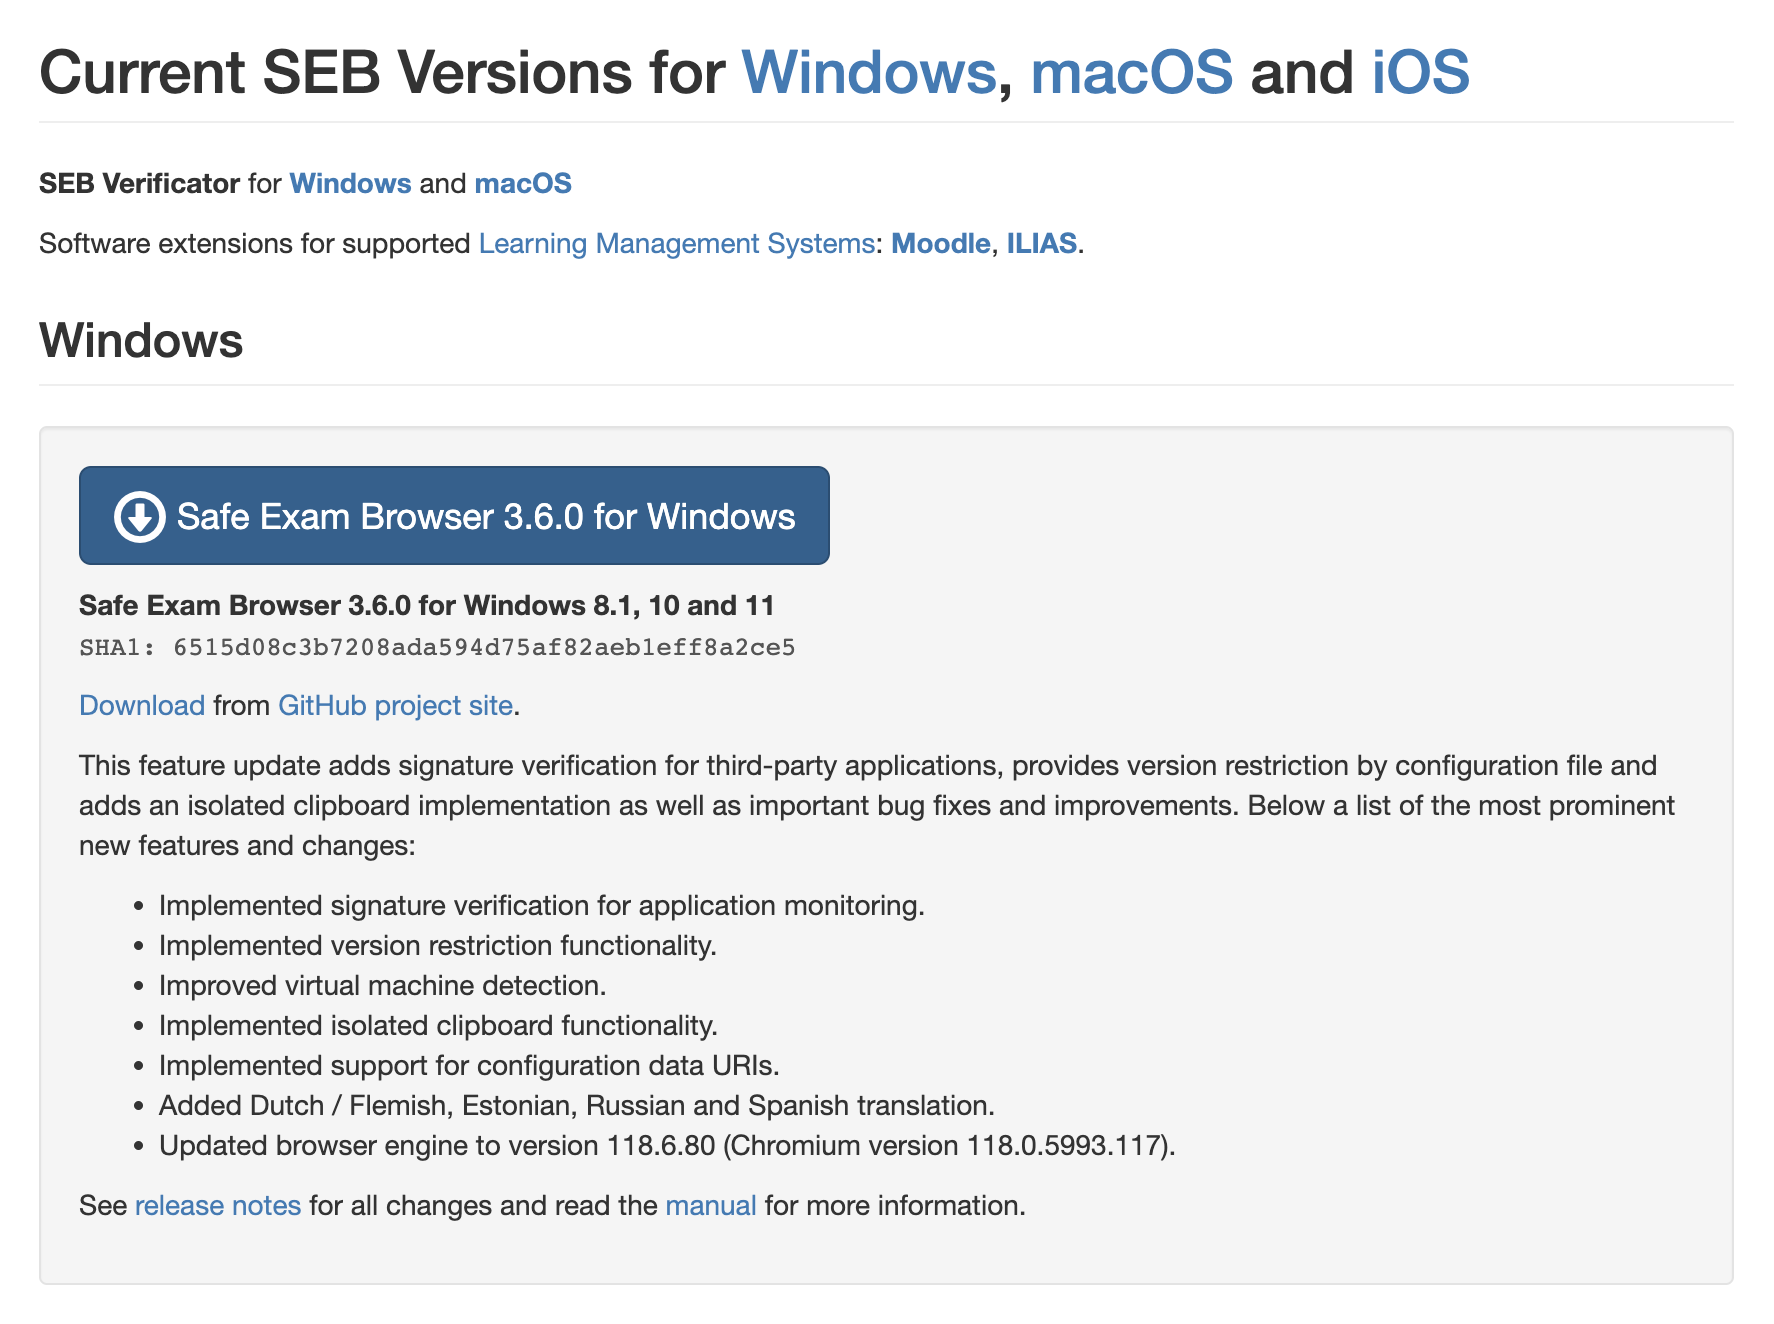 Current SEB Versions for Windows, macOS and iOS
SEB Verificator for Windows and macOS
Software extensions for supported Learning Management Systems: Moodle, ILIAS.
Windows
Safe Exam Browser 3.6.0 for Windows
Safe Exam Browser 3.6.0 for Windows 8.1, 10 and 11
SHA1: 6515d08c3b7208ada594d75af82aeb1eff8a2ce5
Download from GitHub project site.
This feature update adds signature verification for third-party applications, provides version restriction by configuration file and
adds an isolated clipboard implementation as well as important bug fixes and improvements. Below a list of the most prominent
new features and changes:
• Implemented signature verification for application monitoring.
• Implemented version restriction functionality.
• Improved virtual machine detection.
• Implemented isolated clipboard functionality.
• Implemented support for configuration data URIs.
• Added Dutch / Flemish, Estonian, Russian and Spanish translation.
• Updated browser engine to version 118.6.80 (Chromium version 118.0.5993.117).
See release notes for all changes and read the manual for more information.